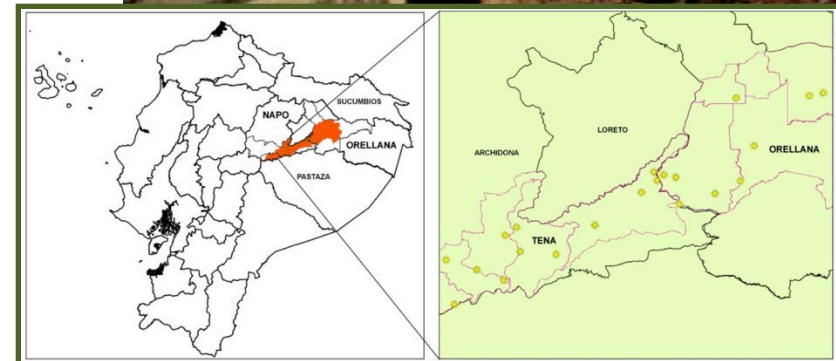 SUCUMBIOS
NAPO
ORELLANA
PASTAZA
LORETO
ARCHIDONA
ORELLANA
TENA